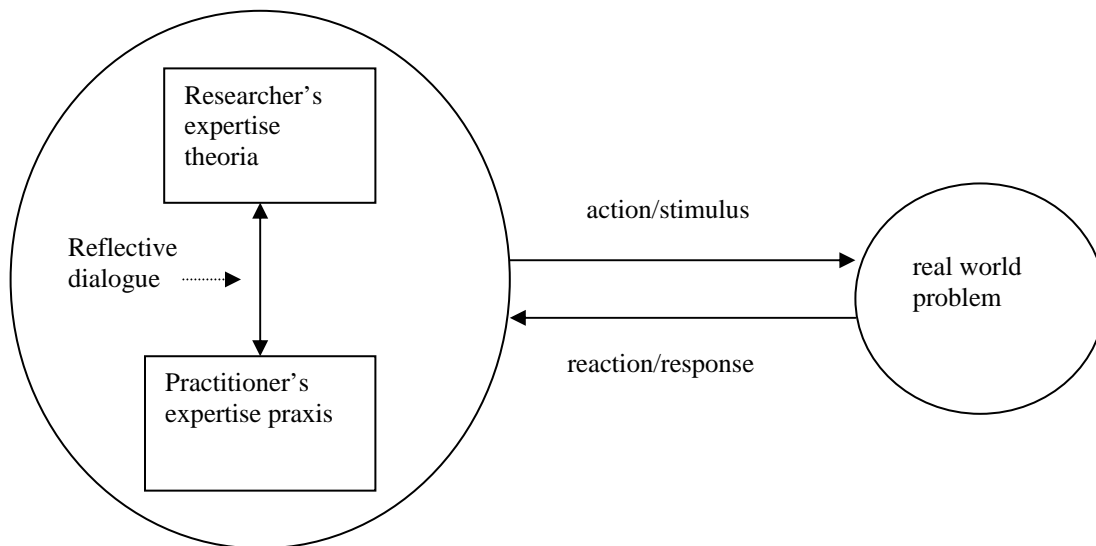 Researcher’s
expertise
theoria
Reflective
dialogue
Practitioner’s
expertise praxis
action/stimulus
reaction/response
real world
problem